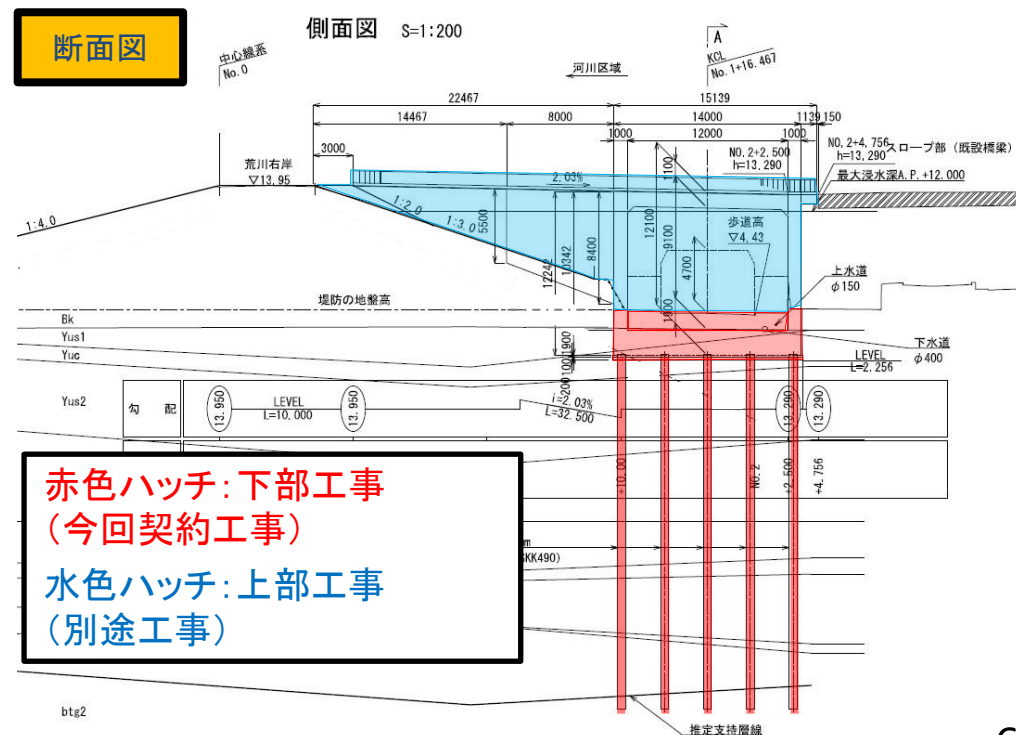 断面図
側面図 S=1:200
中心線系
No.0
A
KCL
No.1+16.467
河川区域
22467
15139
14467
8000
14000
1139
150
1000
12000
1000
3000
NO.2+4,756
h=13,290
スロープ部(既設橋梁)
NO.2+2.500
h=13,290
最大浸水深A.P.+12.000
荒川右岸
▽13.95
2.03%
100
1:4.0
1:2.0
1:3.0
5500
12100
9100
歩道高
▽4.43
12242
10342
8400
4700
上水道
φ150
堤防の地盤高
1900
Bk
Yus1
Yuc
下水道
φ400
1900
100
200
LEVEL
L=2.256
Yus2
勾 配
13.950
LEVEL
L=10.000
13.950
i=2.03%
L=32.500
13.290
13.290
+10.00
NO.2
+2.500
+4.756
赤色ハッチ:下部工事
(今回契約工事)
水色ハッチ:上部工事
(別途工事)
m
KK490)
btg2
推定支持層線